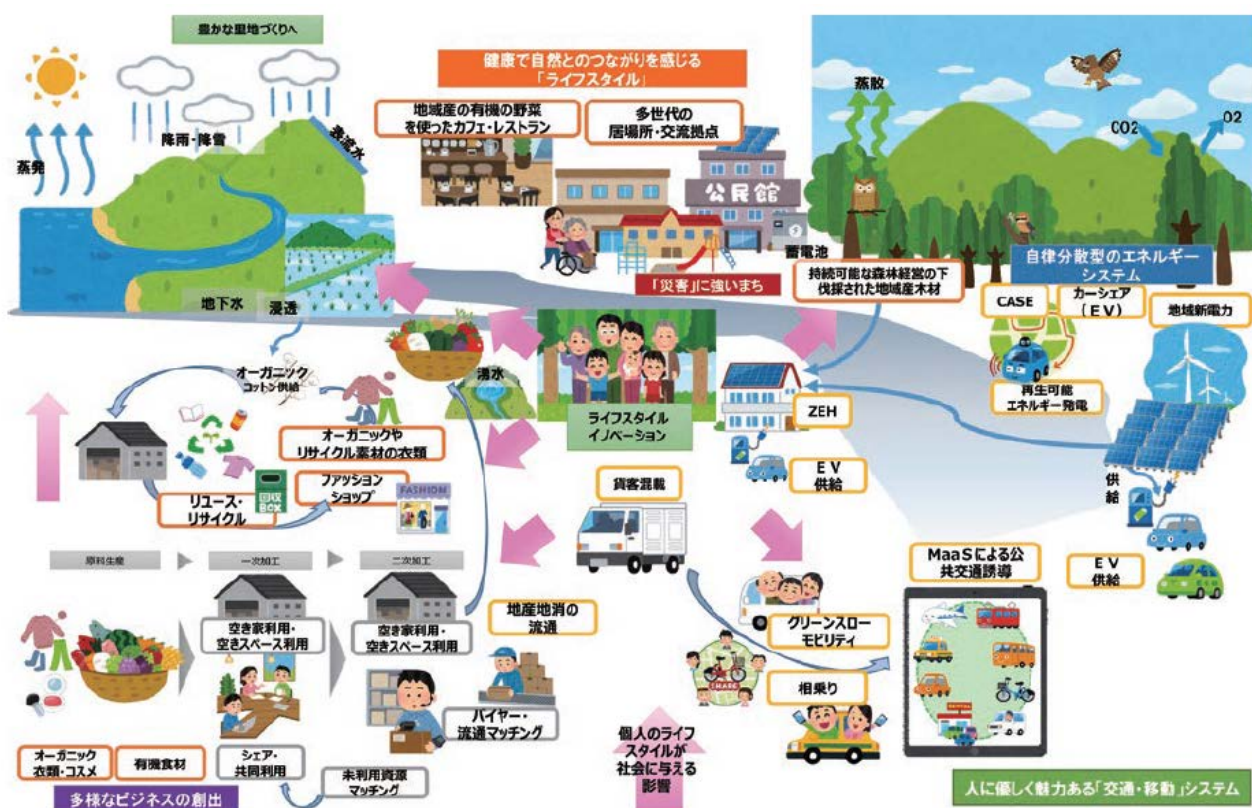 豊かな里地づくりへ
健康で自然とのつながりを感じる
「ライフスタイル」
地域産の有機の野菜
を使ったカフェ・レストラン
多世代の
居場所・交流拠点
蒸発
降雨・降雪
表流水
公民館
蓄電池
「災害」に強いまち
蒸散
CO2
O2
持続可能な森林経営の下
伐採された地域産木材
自律分散型のエネルギー
システム
CASE
カーシェア
(EV)
地域新電力
再生可能
エネルギー発電
地下水
浸透
オーガニック
コットン供給
湧水
ライフスタイル
イノベーション
ZEH
EV
供給
供給
EV
供給
オーガニックや
リサイクル素材の衣類
リユース・
リサイクル
回収
BOX
ファッション
ショップ
FASHION
貨客混載
原料生産
一次加工
二次加工
空き家利用・
空きスペース利用
空き家利用・
空きスペース利用
地産地消の
流通
バイヤー・
流通マッチング
オーガニック
衣類・コスメ
有機食材
シェア・
共同利用
未利用資源
マッチング
多様なビジネスの創出
個人のライフ
スタイルが
社会に与える
影響
SHARE
グリーンスロー
モビリティ
相乗り
MaaSによる公
共交通誘導
人に優しく魅力ある「交通・移動」システム